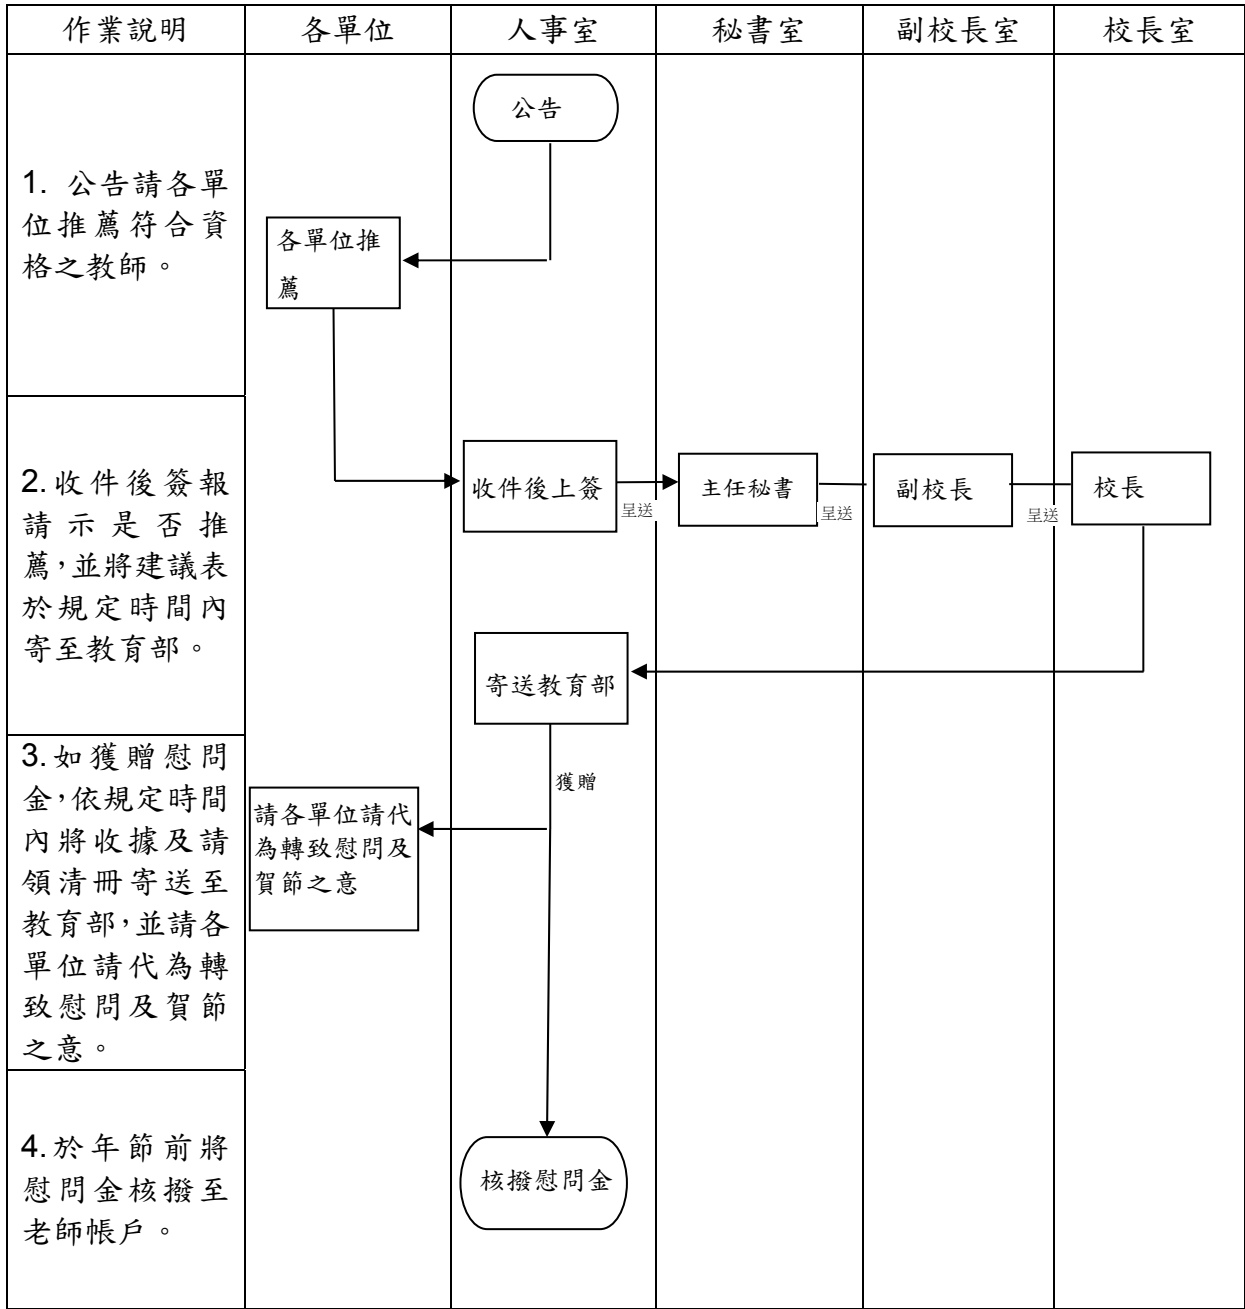 作業說明
各單位
人事室
秘書室
副校長室
校長室
公告
1. 公告請各單
位推薦符合資
格之教師。
各單位推
薦
2.收件後簽報
請示是否推
薦，並將建議表
於規定時間內
寄至教育部。
收件後上簽
呈送
主任秘書
呈送
副校長
呈送
校長
寄送教育部
獲贈
3.如獲贈慰問
金，依規定時間
內將收據及請
領清冊寄送至
教育部，並請各
單位請代為轉
致慰問及賀節
之意。
請各單位請代
為轉致慰問及
賀節之意
4.於年節前將
慰問金核撥至
老師帳戶。
核撥慰問金